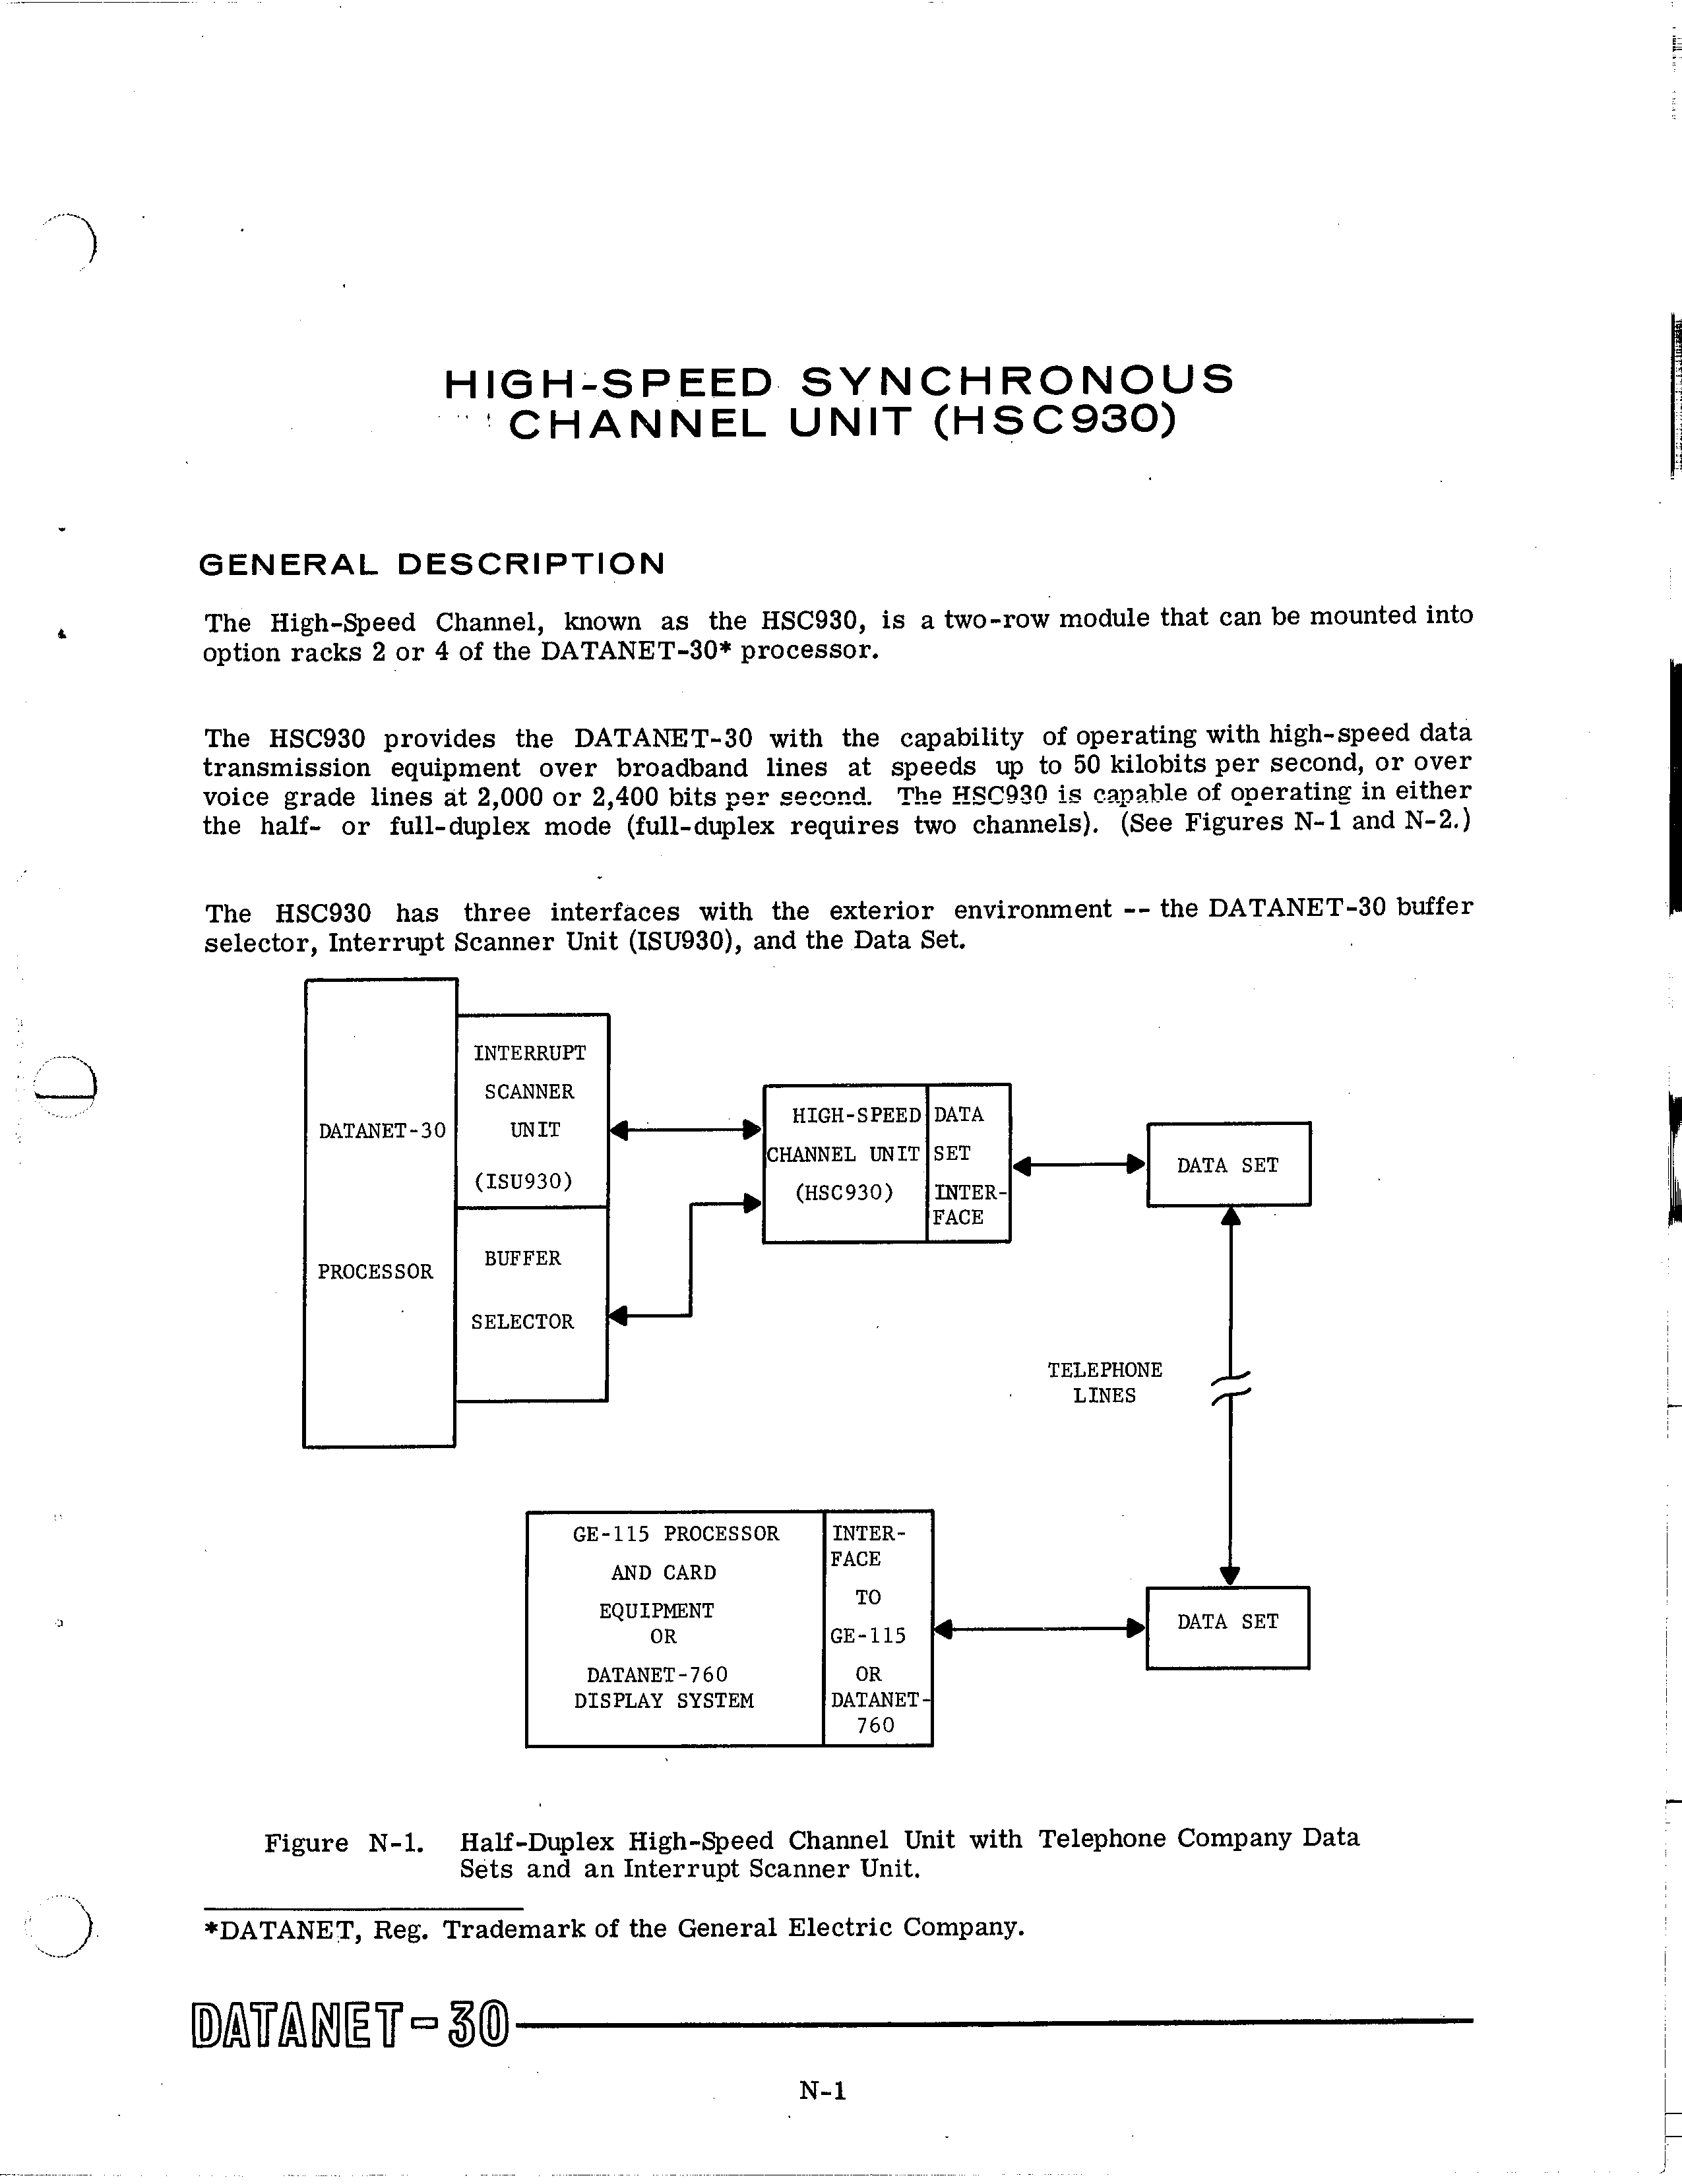 HIGH-SPEED SYNCHRONOUS
CHANNEL UNIT (HSC930)
GENERAL DESCRIPTION
The High-Speed Channel, known as the HSC930, is a two-row module that can be mounted into
option racks 2 or 4 of the DATANET-30* processor.
The HSC930 provides the DATANET-30 with the capability of operating with high-speed data
transmission equipment over broadband lines at speeds up to 50 kilobits per second, or over
voice grade lines at 2,000 or 2,400 bits per second. The HSC930 is capable of operating in either
the half- or full-duplex mode (full-duplex requires two channels). (See Figures N-1 and N-2.)
The HSC930 has three interfaces with the exterior environment -- the DATANET-30 buffer
selector, Interrupt Scanner Unit (ISU930), and the Data Set.
DATANET-30
PROCESSOR
INTERRUPT
SCANNER
UNIT
(ISU930)
BUFFER
SELECTOR
HIGH-SPEED
CHANNEL UNIT
(HSC930)
DATA
SET
INTER-
FACE
DATA SET
TELEPHONE
LINES
GE-115 PROCESSOR
AND CARD
EQUIPMENT
OR
DATANET-760
DISPLAY SYSTEM
INTER-
FACE
TO
GE-115
OR
DATANET-
760
DATA SET
Figure N-1. Half-Duplex High-Speed Channel Unit with Telephone Company Data
Sets and an Interrupt Scanner Unit.
*DATANET, Reg. Trademark of the General Electric Company.
DATANET-30
N-1